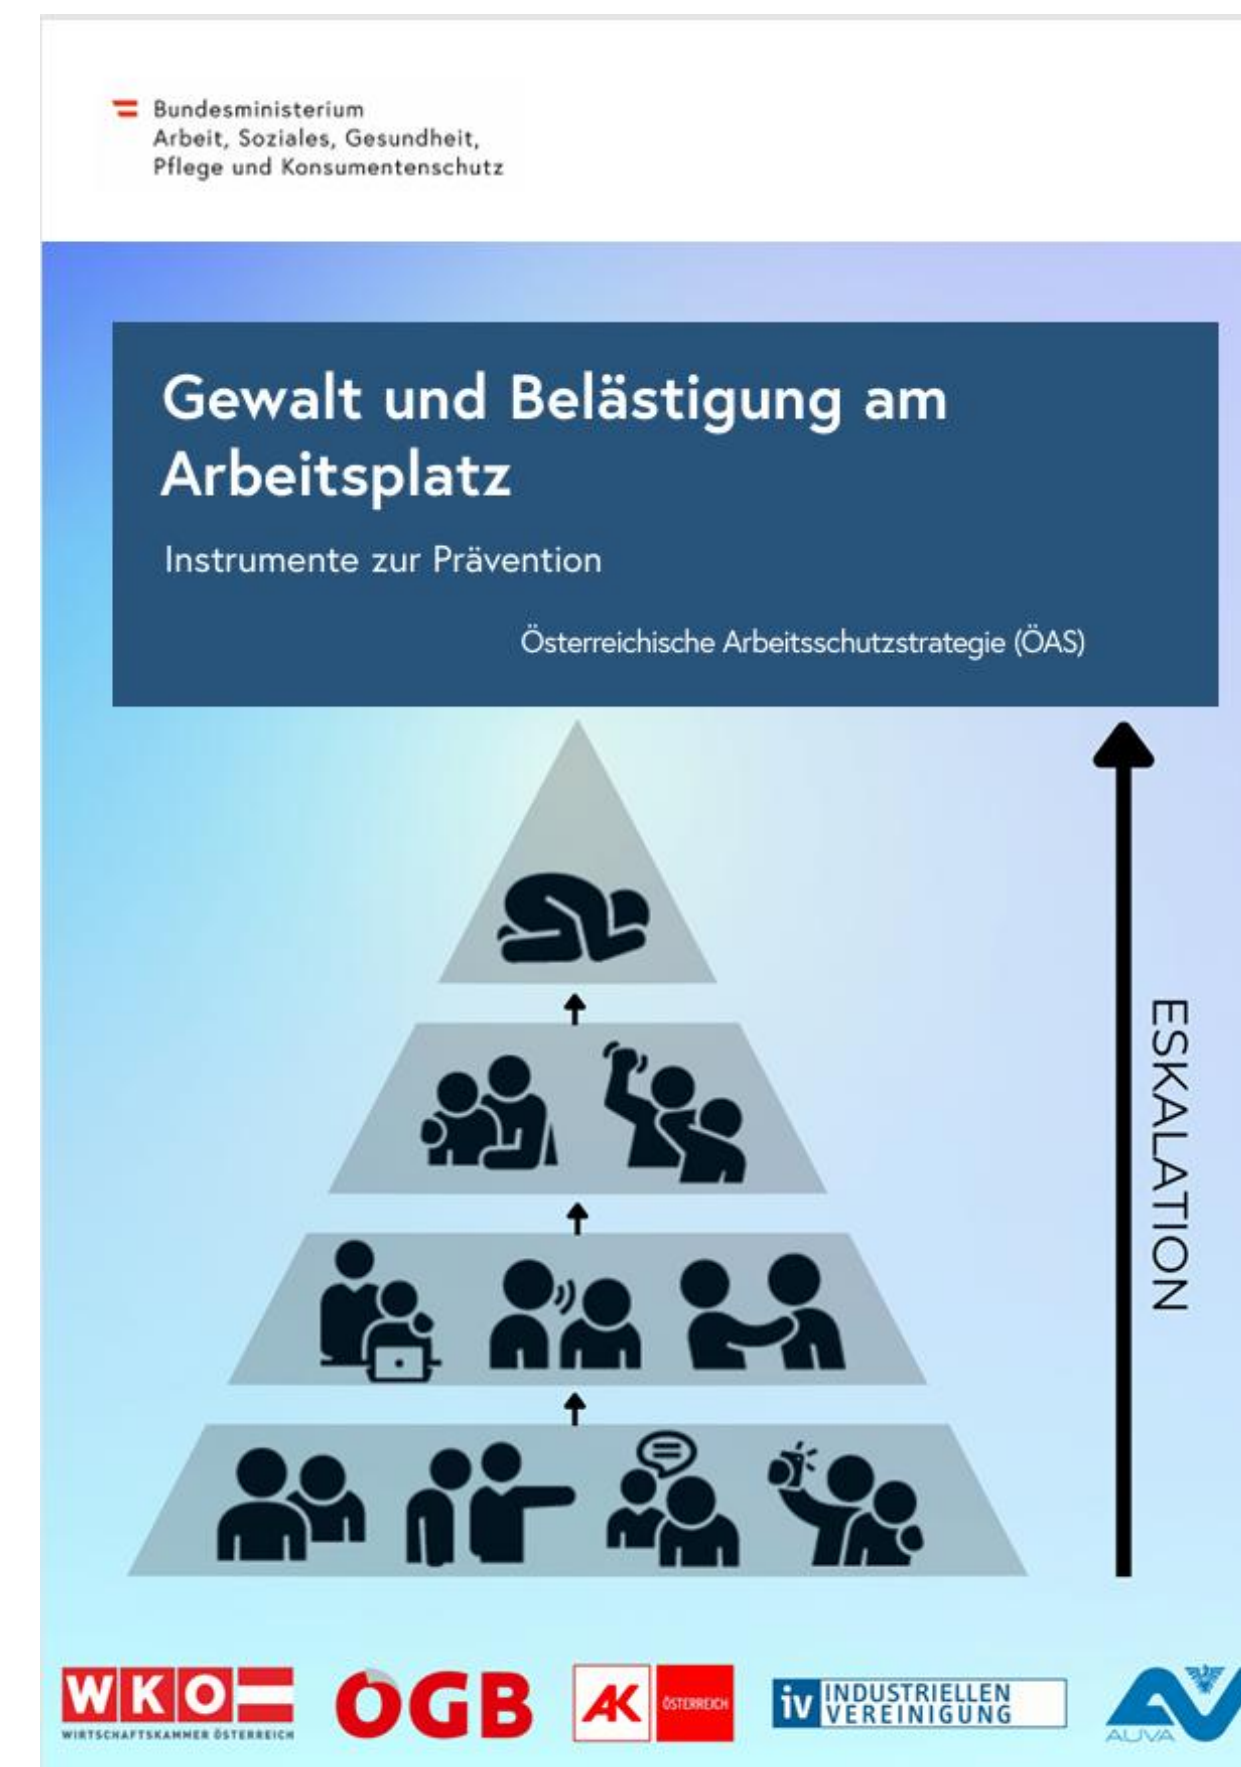 Bundesministerium
Arbeit, Soziales, Gesundheit,
Pflege und Konsumentenschutz
Gewalt und Belästigung am
Arbeitsplatz
Instrumente zur Prävention
Österreichische Arbeitsschutzstrategie (ÖAS)
ESKALATION
WKO
WIRTSCHAFTSKAMMER ÖSTERREICH
ÖGB
AK
ÖSTERREICH
iv INDUSTRIELLEN
VEREINIGUNG
AUVA